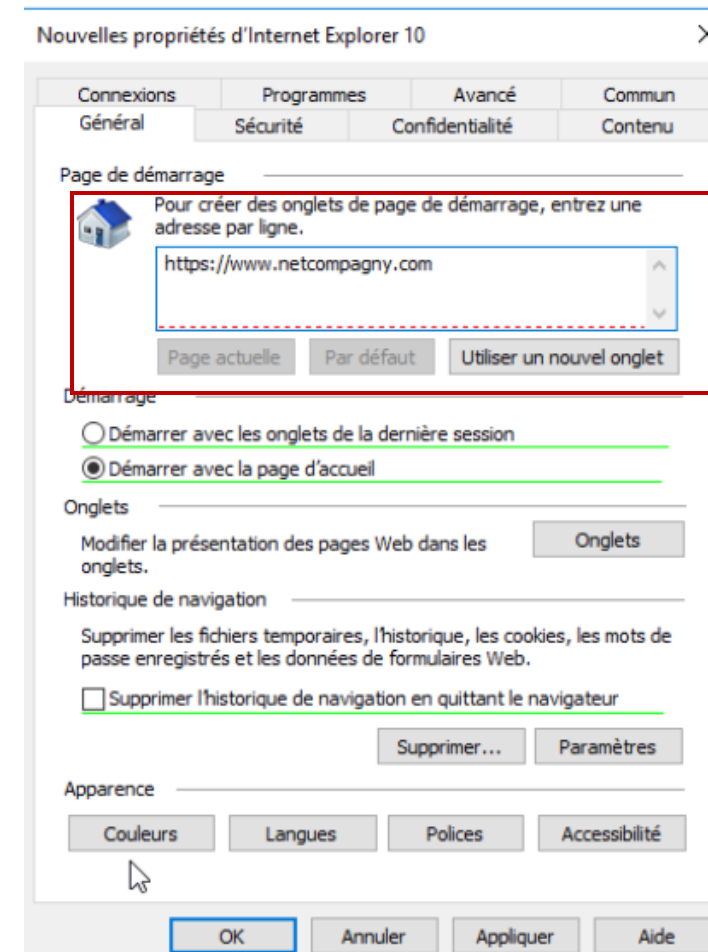 Nouvelles propriétés d'Internet Explorer 10
Connexions Programmes Avancé Commun
Général Sécurité Confidentialité Contenu
Page de démarrage
Pour créer des onglets de page de démarrage, entrez une
adresse par ligne.
https://www.netcompagny.com
Page actuelle Par défaut Utiliser un nouvel onglet
Démarrage
Démarrer avec les onglets de la dernière session
Démarrer avec la page d'accueil
Onglets
Modifier la présentation des pages Web dans les
onglets.
Onglets
Historique de navigation
Supprimer les fichiers temporaires, l'historique, les cookies, les mots de
passe enregistrés et les données de formulaires Web.
Supprimer l'historique de navigation en quittant le navigateur
Supprimer... Paramètres
Apparence
Couleurs Langues Polices Accessibilité
OK Annuler Appliquer Aide